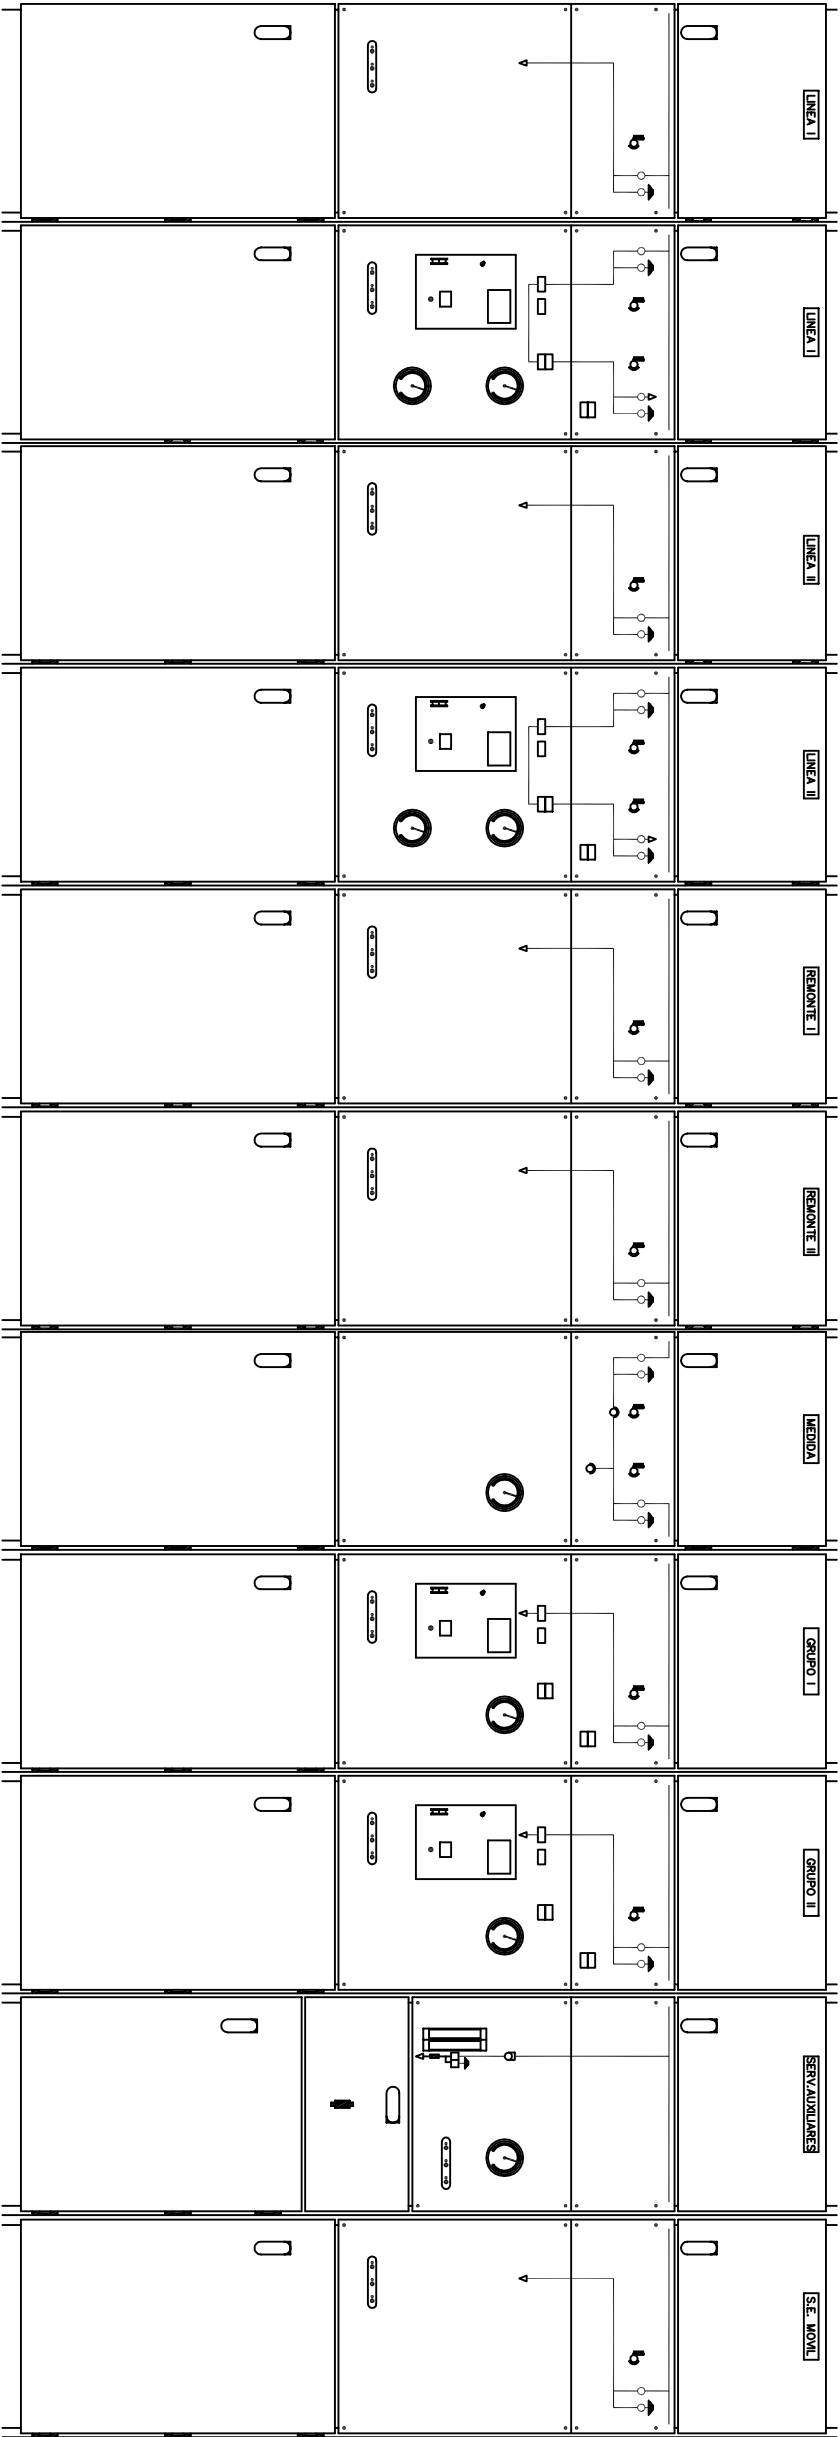 LINEA I
LINEA I
LINEA II
LINEA II
REMONTE I
REMONTE II
MEDIDA
GRUPO I
GRUPO II
SERV.AUXILIARES
S.E. MOVIL